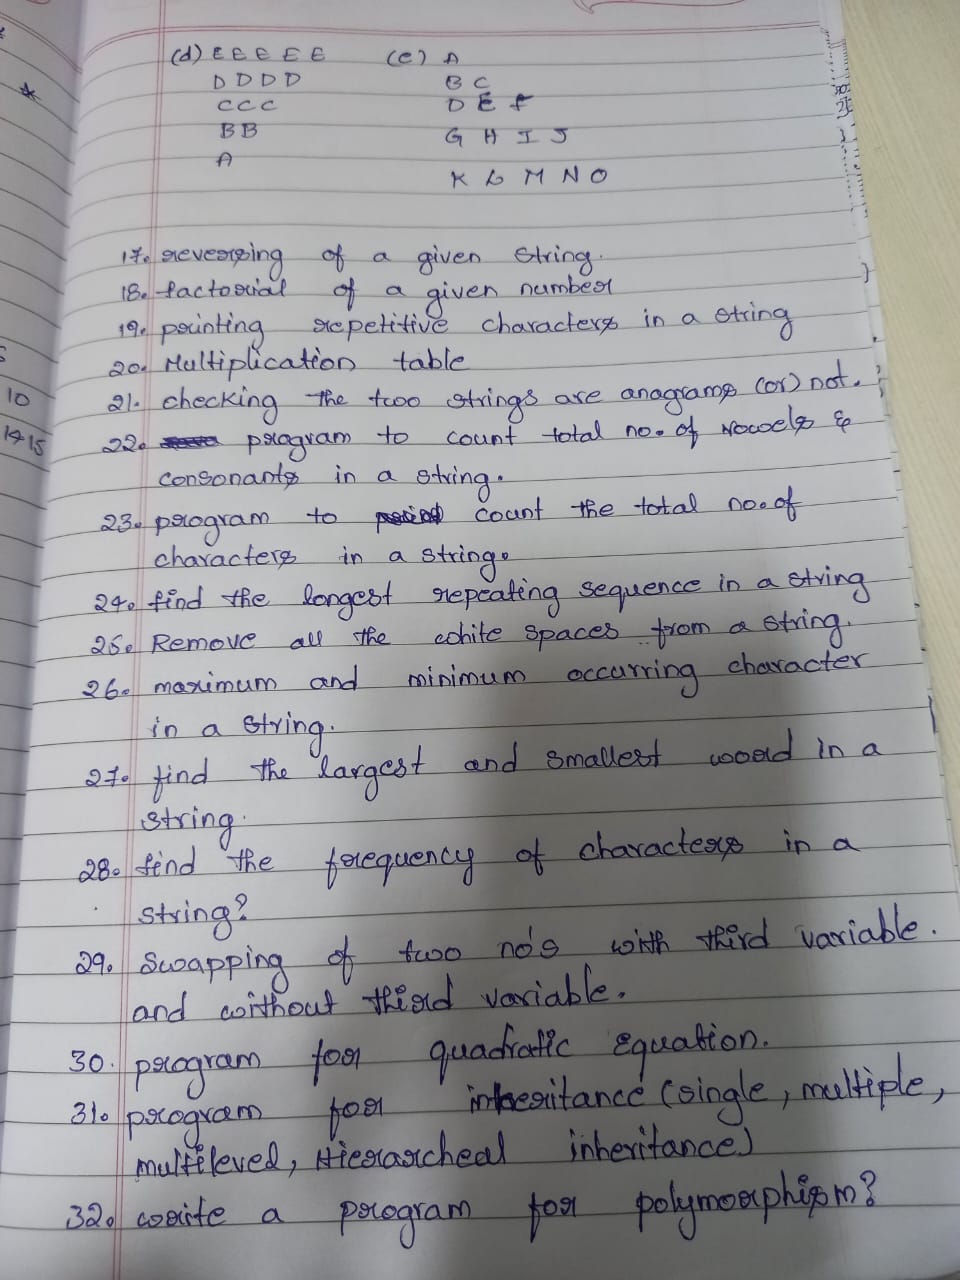 (d) E E E E E (e) A
D D D D B C
C C C D E F
B B G H I J
A
K L M N O
17. reversing of a given string.
18. factorial of a given number
19. printing repetitive characters in a string
20. Multiplication table
10
21. checking the two strings are anagrams (or) not.
1415
22. program to count total no. of vowels &
consonants in a string.
23. program to count the total no. of
characters in a string.
24. find the longest repeating sequence in a string
25. Remove all the white spaces from a string.
26. maximum and minimum occurring character
in a string.
27. find the largest and smallest woord in a
string.
28. find the frequency of characters in a
string?
29. Swapping of two no's with third variable.
and without third variable.
30. program for quadratic equation.
31. program for inheritance (single, multiple,
multileved, Hierarcheal inheritance)
32. write a program for polymorphism?